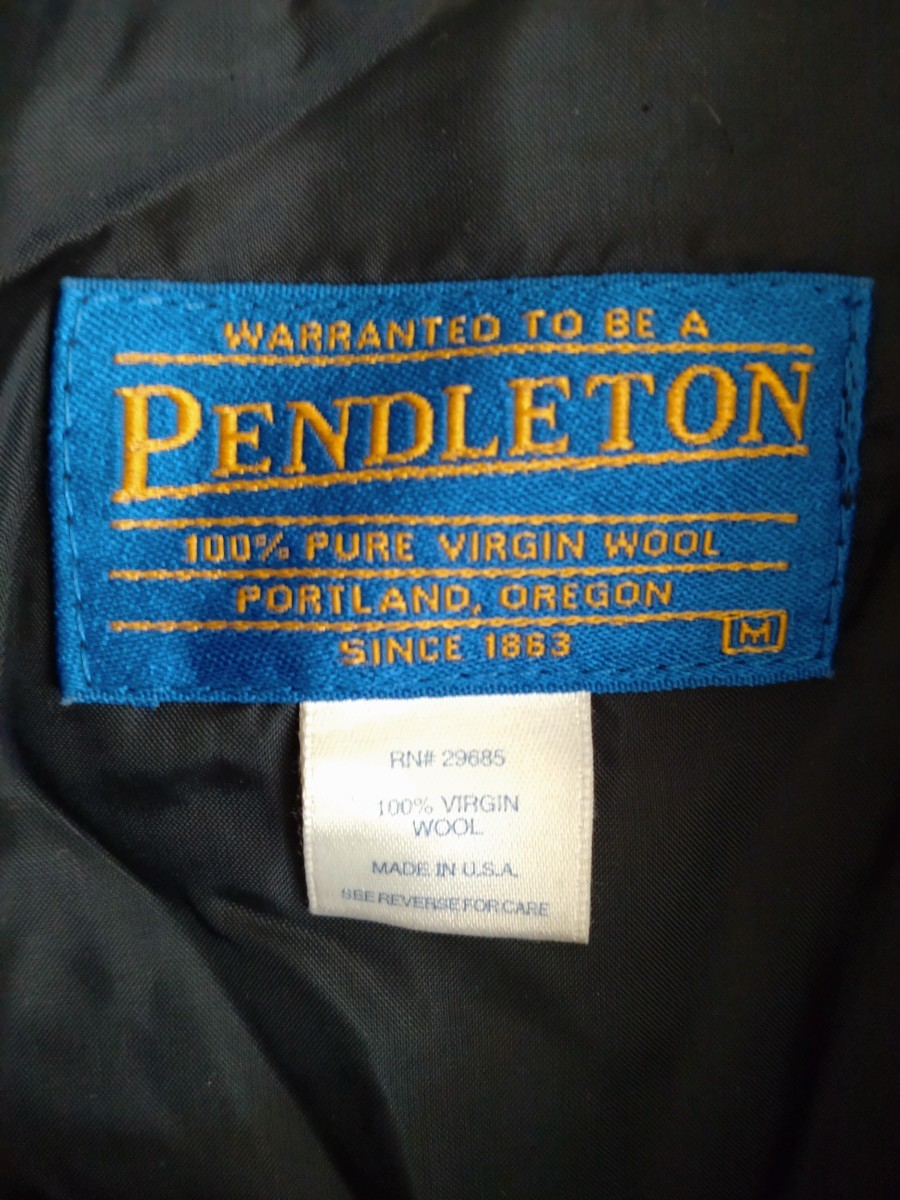 WARRANTED TO BE A
PENDLETON
100% PURE VIRGIN WOOL
PORTLAND, OREGON
SINCE 1863
M
RN# 29685
100% VIRGIN
WOOL
MADE IN U.S.A.
SEE REVERSE FOR CARE